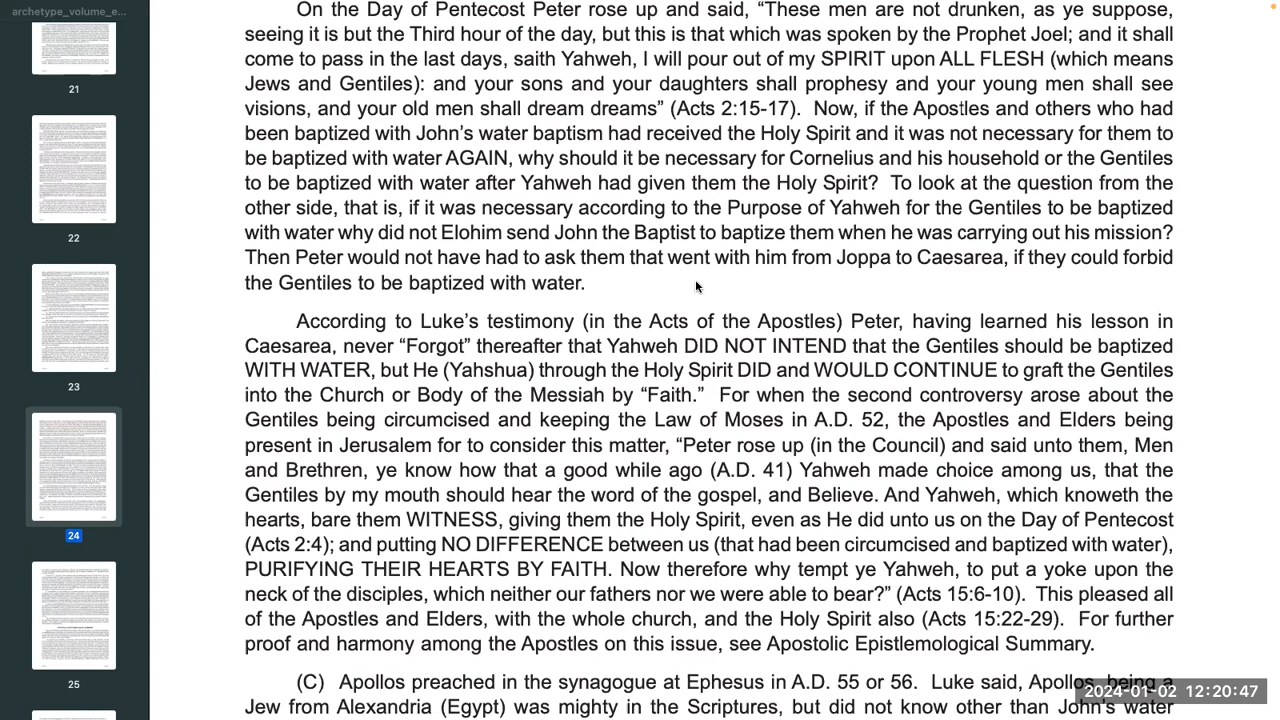 archetype_volume_e...
21
22
23
24
25
On the Day of Pentecost Peter rose up and said, “These men are not drunken, as ye suppose,
seeing it is but the Third hour of the day, but this is that which was spoken by the Prophet Joel; and it shall
come to pass in the last days, saith Yahweh, I will pour out of my SPIRIT upon ALL FLESH (which means
Jews and Gentiles): and your sons and your daughters shall prophesy and your young men shall see
visions, and your old men shall dream dreams” (Acts 2:15-17). Now, if the Apostles and others who had
been baptized with John’s water baptism had received the Holy Spirit and it was not necessary for them to
be baptized with water AGAIN, why should it be necessary for Cornelius and his household or the Gentiles
to be baptized with water after Yahweh had given them the Holy Spirit? To look at the question from the
other side, it is, if it was necessary according to the Purpose of Yahweh for the Gentiles to be baptized
with water why did not Elohim send John the Baptist to baptize them when he was carrying out his mission?
Then Peter would not have had to ask them that went with him from Joppa to Caesarea, if they could forbid
the Gentiles to be baptized with water.
According to Luke’s testimony (in the Acts of the Apostles) Peter, having learned his lesson in
Caesarea, never “Forgot” thereafter that Yahweh DID NOT INTEND that the Gentiles should be baptized
WITH WATER, but He (Yahshua) through the Holy Spirit DID and WOULD CONTINUE to graft the Gentiles
into the Church or Body of the Messiah by “Faith.” For when the second controversy arose about the
Gentiles being circumcised and keeping the Law of Moses in A.D. 52, the Apostles and Elders being
present at Jerusalem for to consider this matter, “Peter rose up (in the Council) and said unto them, Men
and Brethren, ye know how that a good while ago (A.D. 41) Yahweh made choice among us, that the
Gentiles by my mouth should hear the word of the gospel and Believe. And Yahweh, which knoweth the
hearts, bare them WITNESS, giving them the Holy Spirit, even as He did unto us on the Day of Pentecost
(Acts 2:4); and putting NO DIFFERENCE between us (that had been circumcised and baptized with water),
PURIFYING THEIR HEARTS BY FAITH. Now therefore why tempt ye Yahweh, to put a yoke upon the
neck of the disciples, which neither our fathers nor we were able to bear?” (Acts 15:6-10). This pleased all
of the Apostles and Elders with the whole church, and the Holy Spirit also (Acts 15:22-29). For further
proof and harmony amongst the Apostles on this issue, see Apostolic Epistleological Summary.
(C) Apollos preached in the synagogue at Ephesus in A.D. 55 or 56. Luke said, Apollos, being a
Jew from Alexandria (Egypt) was mighty in the Scriptures, but did not know other than John’s water
2024-01-02 12:20:47